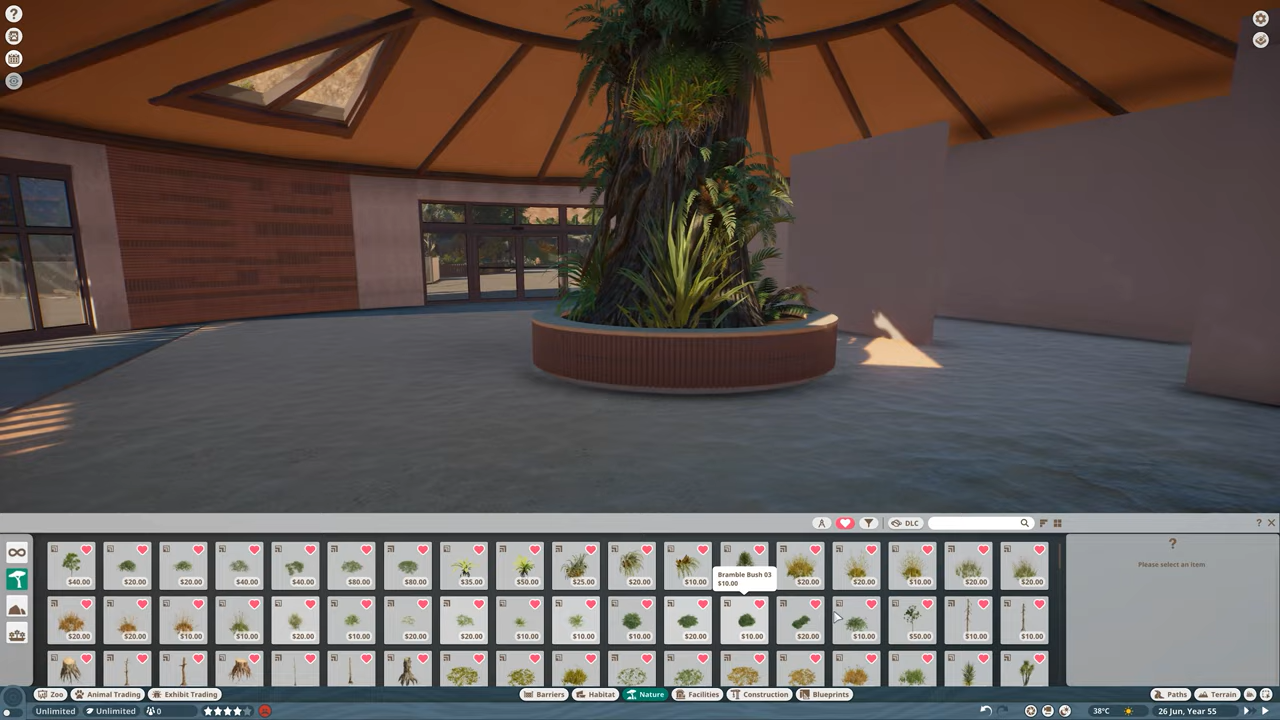 ?
DLC
? ×
$40.00 $20.00 $20.00 $40.00 $40.00 $80.00 $80.00 $35.00 $50.00 $25.00 $20.00 $10.00 $20.00 $20.00 $10.00 $20.00 $20.00
Bramble Bush 03
$10.00
?
Please select an item
$20.00 $20.00 $10.00 $20.00 $20.00 $10.00 $20.00 $20.00 $10.00 $10.00 $20.00 $20.00 $10.00 $20.00 $10.00 $50.00 $10.00 $10.00
Zoo Animal Trading Exhibit Trading Barriers Habitat Nature Facilities Construction Blueprints Paths Terrain
Unlimited Unlimited 0 38°C 26 Jun, Year 55